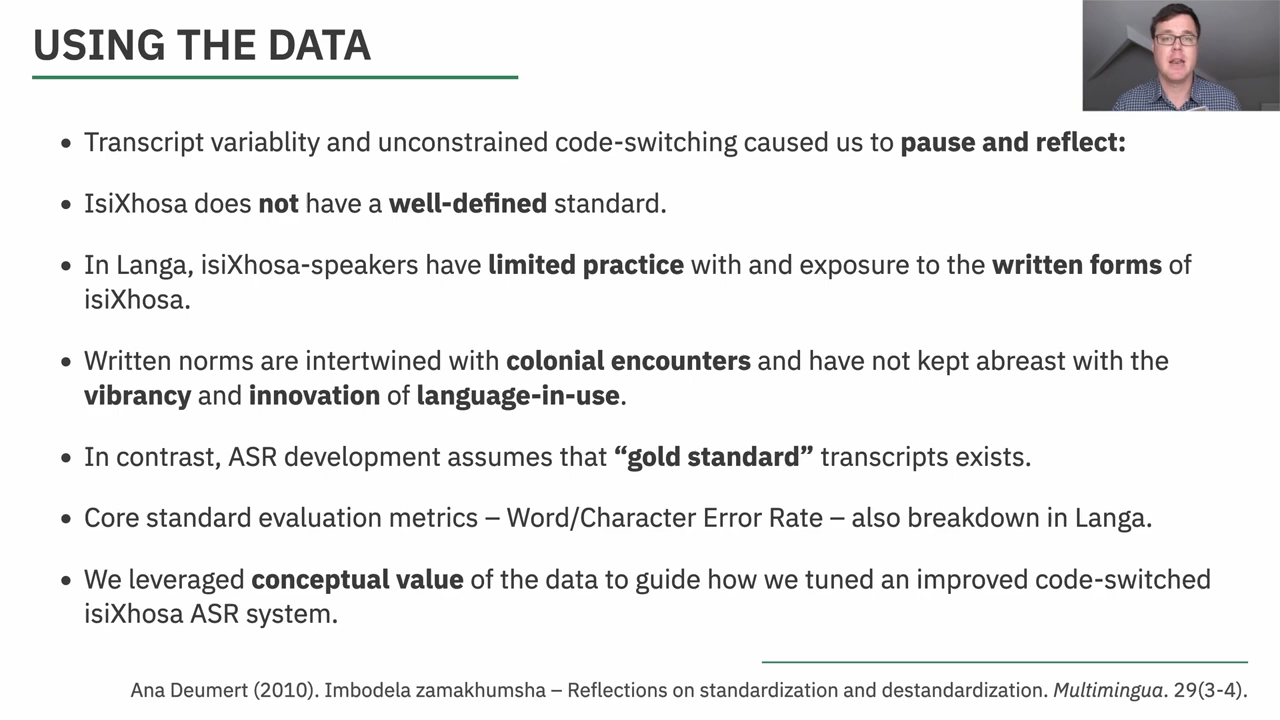 USING THE DATA
• Transcript variablity and unconstrained code-switching caused us to pause and reflect:
• IsiXhosa does not have a well-defined standard.
• In Langa, isiXhosa-speakers have limited practice with and exposure to the written forms of
isiXhosa.
• Written norms are intertwined with colonial encounters and have not kept abreast with the
vibrancy and innovation of language-in-use.
• In contrast, ASR development assumes that “gold standard” transcripts exists.
• Core standard evaluation metrics – Word/Character Error Rate – also breakdown in Langa.
• We leveraged conceptual value of the data to guide how we tuned an improved code-switched
isiXhosa ASR system.
Ana Deumert (2010). Imbodela zamakhumsha – Reflections on standardization and destandardization. Multimingua. 29(3-4).